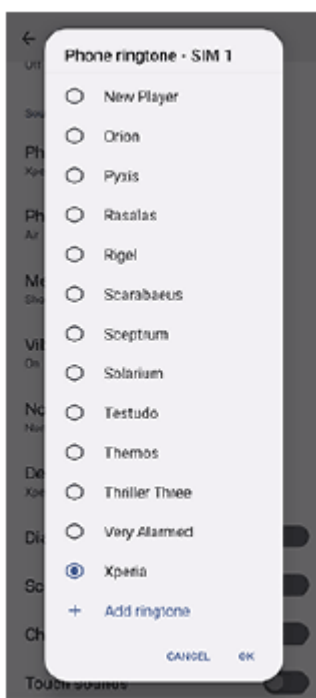 Phone ringtone - SIM 1
New Player
Orion
Pyxis
Rasalas
Rigel
Scarabaeus
Sceptrum
Solarium
Testudo
Themos
Thriller Three
Very Alarmed
Xperia
+ Add ringtone
CANCEL OK
Touch sounds